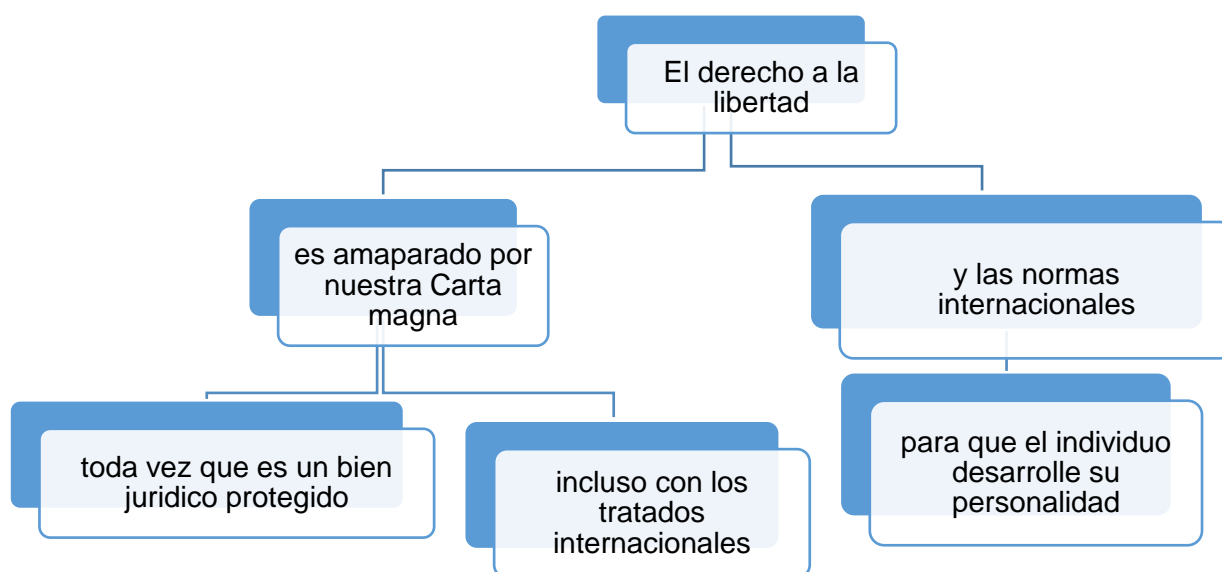 El derecho a la
libertad
es amaparado por
nuestra Carta
magna
y las normas
internacionales
toda vez que es un bien
juridico protegido
incluso con los
tratados
internacionales
para que el individuo
desarrolle su
personalidad